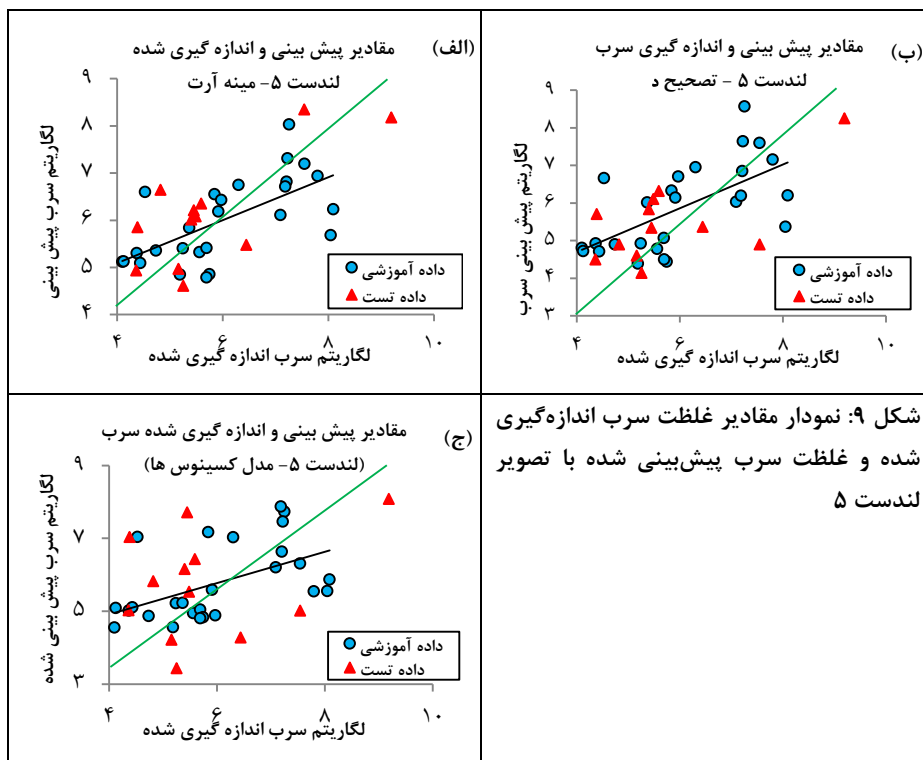 (الف)
مقادیر پیش بینی و اندازه گیری شده
لندست ۵- مینه آرت
لگاریتم سرب پیش بینی
۹
۸
۷
۶
۵
۴
۴ ۶ ۸ ۱۰
داده آموزشی
داده تست
لگاریتم سرب اندازه گیری شده
(ب)
مقادیر پیش بینی و اندازه گیری سرب
لندست ۵ - تصحیح د
لگاریتم پیش بینی سرب
۹
۸
۷
۶
۵
۴
۳
۴ ۶ ۸ ۱۰
داده آموزشی
داده تست
لگاریتم سرب اندازه گیری شده
(ج)
مقادیر پیش بینی و اندازه گیری شده سرب
(لندست ۵- مدل کسینوس ها)
لگاریتم سرب پیش بینی شده
۹
۷
۵
۳
۴ ۶ ۸ ۱۰
داده آموزشی
داده تست
لگاریتم سرب اندازه گیری شده
شکل ۹: نمودار مقادیر غلظت سرب اندازه‌گیری
شده و غلظت سرب پیش‌بینی شده با تصویر
لندست ۵